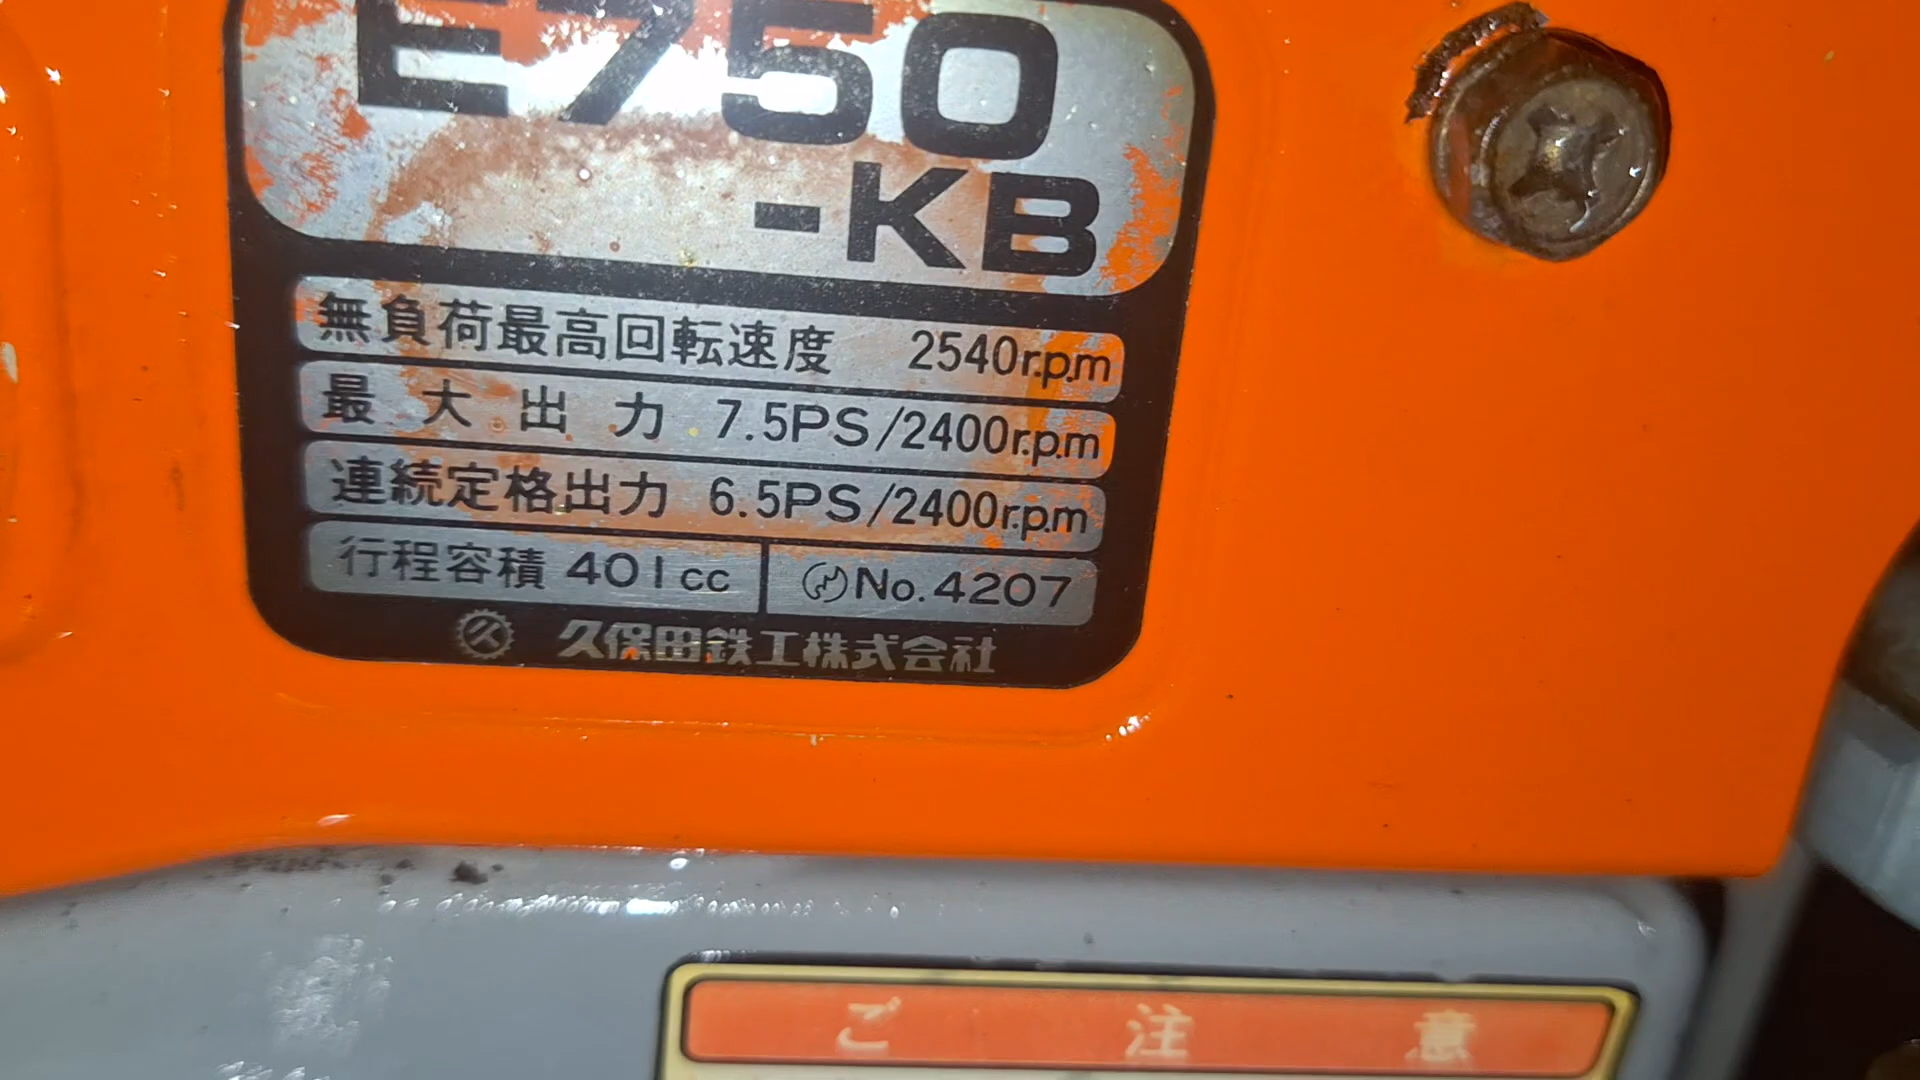 E750
-KB
無負荷最高回転速度 2540r.p.m
最大出力 7.5PS/2400r.p.m
連続定格出力 6.5PS/2400r.p.m
行程容積 401cc No.4207
久保田鉄工株式会社
ご注意